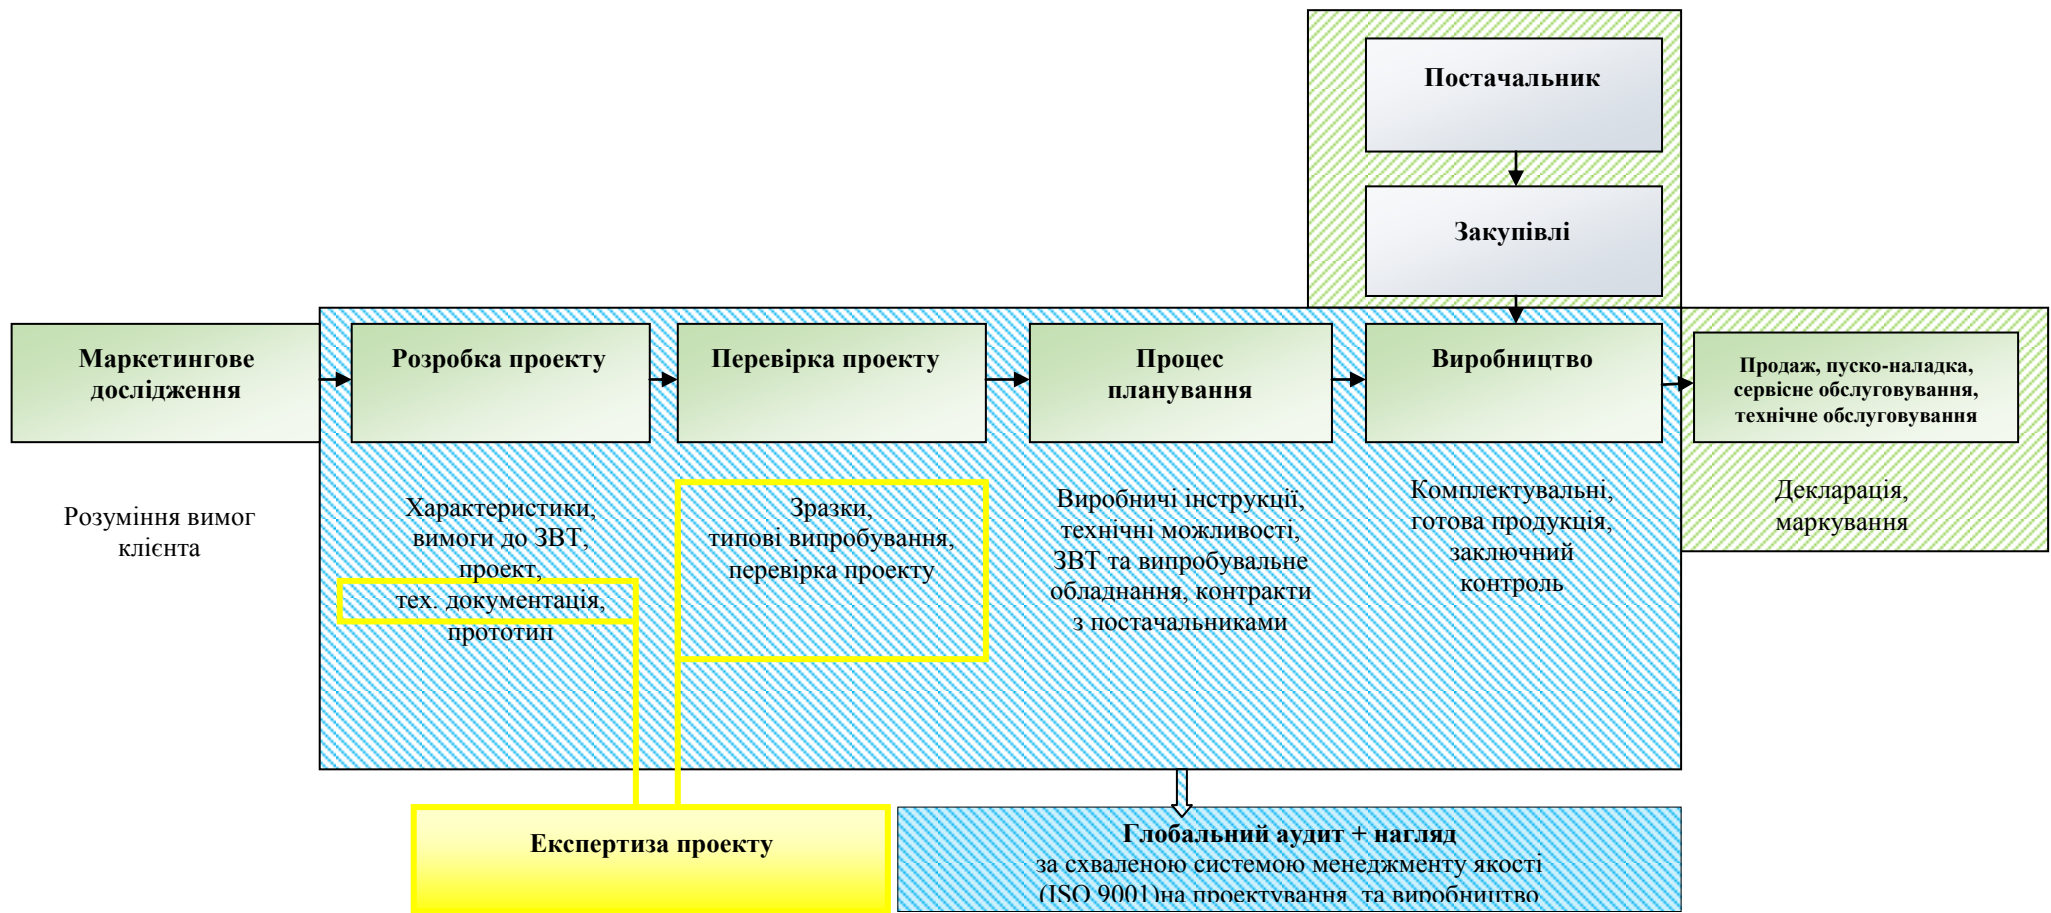 Постачальник
Закупівлі
Маркетингове
дослідження
Розробка проекту
Перевірка проекту
Процес
планування
Виробництво
Продаж, пуско-наладка,
сервісне обслуговування,
технічне обслуговування
Розуміння вимог
клієнта
Характеристики,
вимоги до ЗВТ,
проект,
тех. документація,
прототип
Зразки,
типові випробування,
перевірка проекту
Виробничі інструкції,
технічні можливості,
ЗВТ та випробувальне
обладнання, контракти
з постачальниками
Комплектувальні,
готова продукція,
заключний
контроль
Декларація,
маркування
Експертиза проекту
Глобальний аудит + нагляд
за схваленою системою менеджменту якості
(ISO 9001)на проектування та виробництво